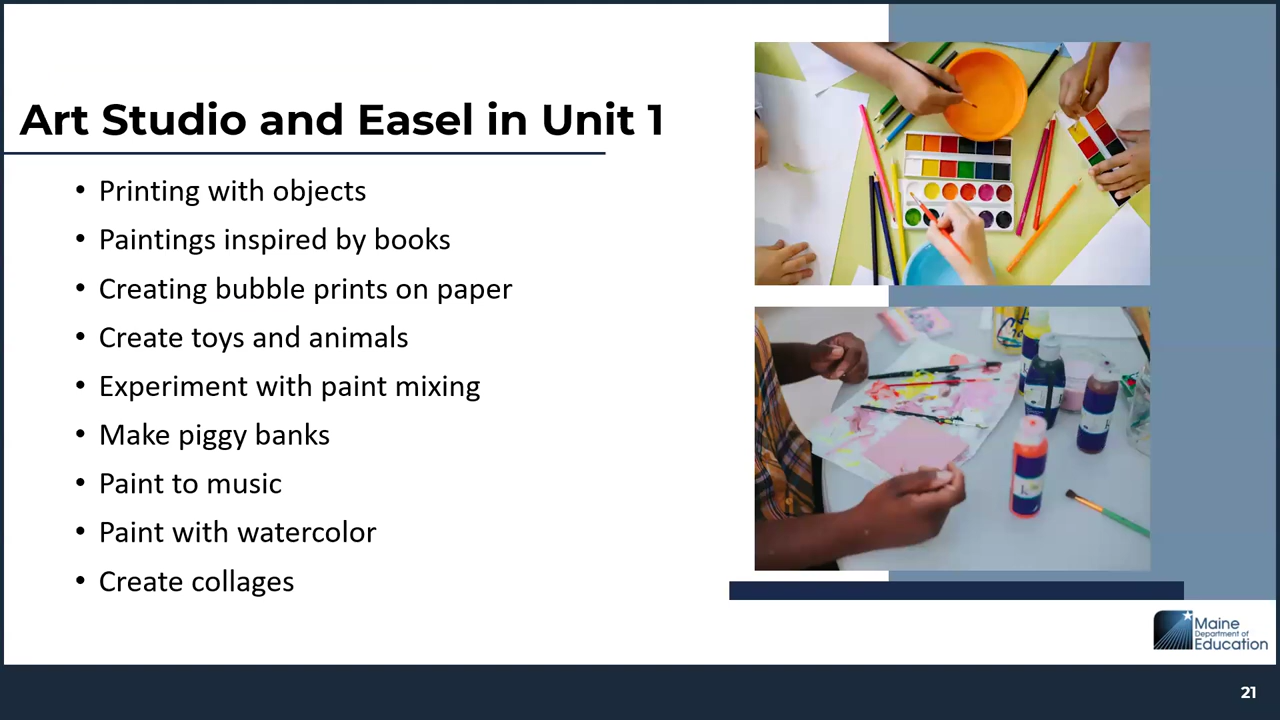 Art Studio and Easel in Unit 1
• Printing with objects
• Paintings inspired by books
• Creating bubble prints on paper
• Create toys and animals
• Experiment with paint mixing
• Make piggy banks
• Paint to music
• Paint with watercolor
• Create collages
Maine
Department of
Education
21